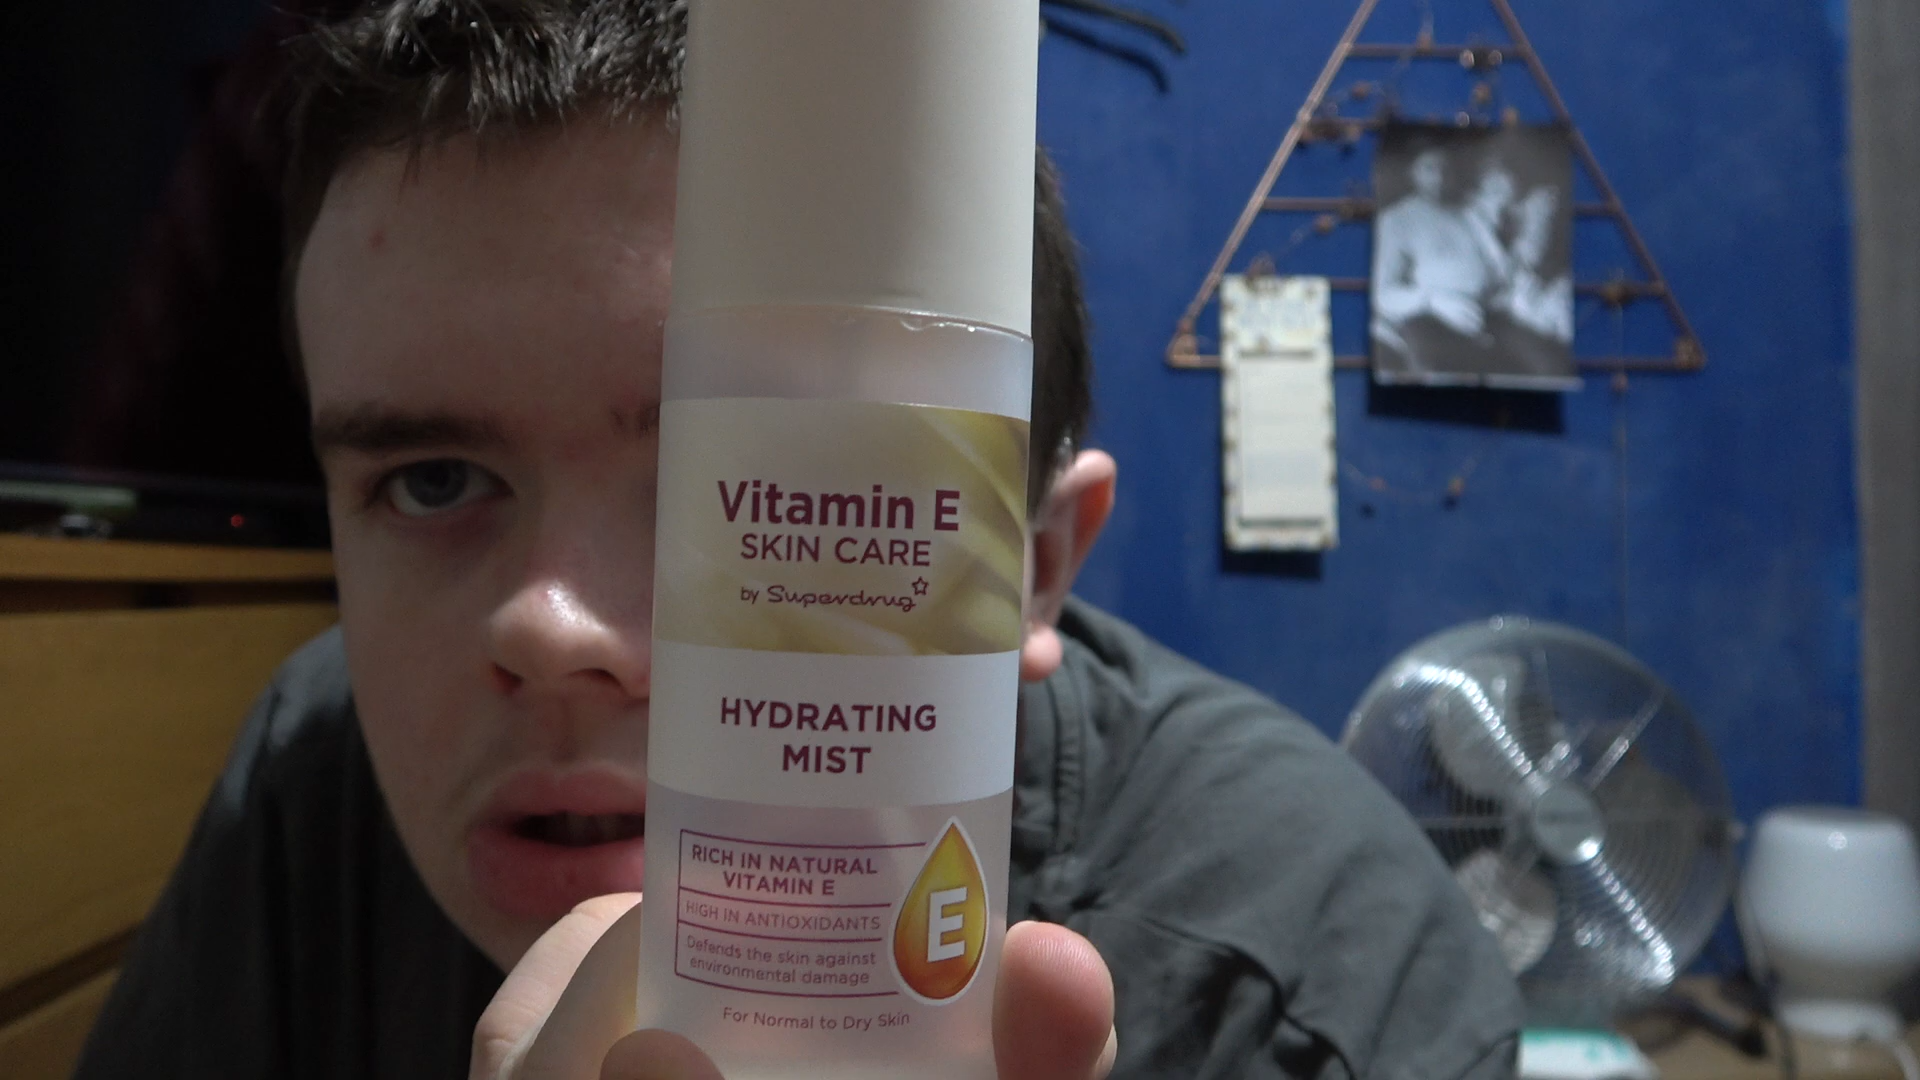 Vitamin E
SKIN CARE
by Superdrug
HYDRATING
MIST
RICH IN NATURAL
VITAMIN E
HIGH IN ANTIOXIDANTS
Defends the skin against
environmental damage
E
For Normal to Dry Skin